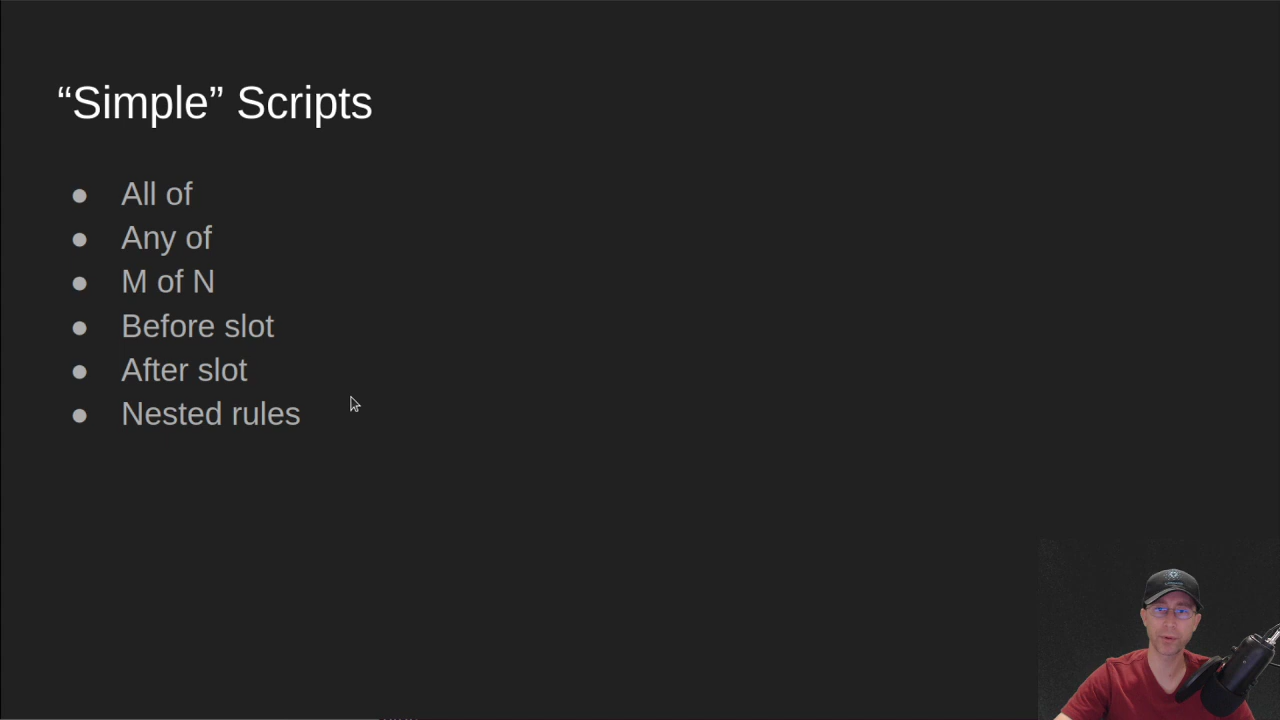 “Simple” Scripts
● All of
● Any of
● M of N
● Before slot
● After slot
● Nested rules